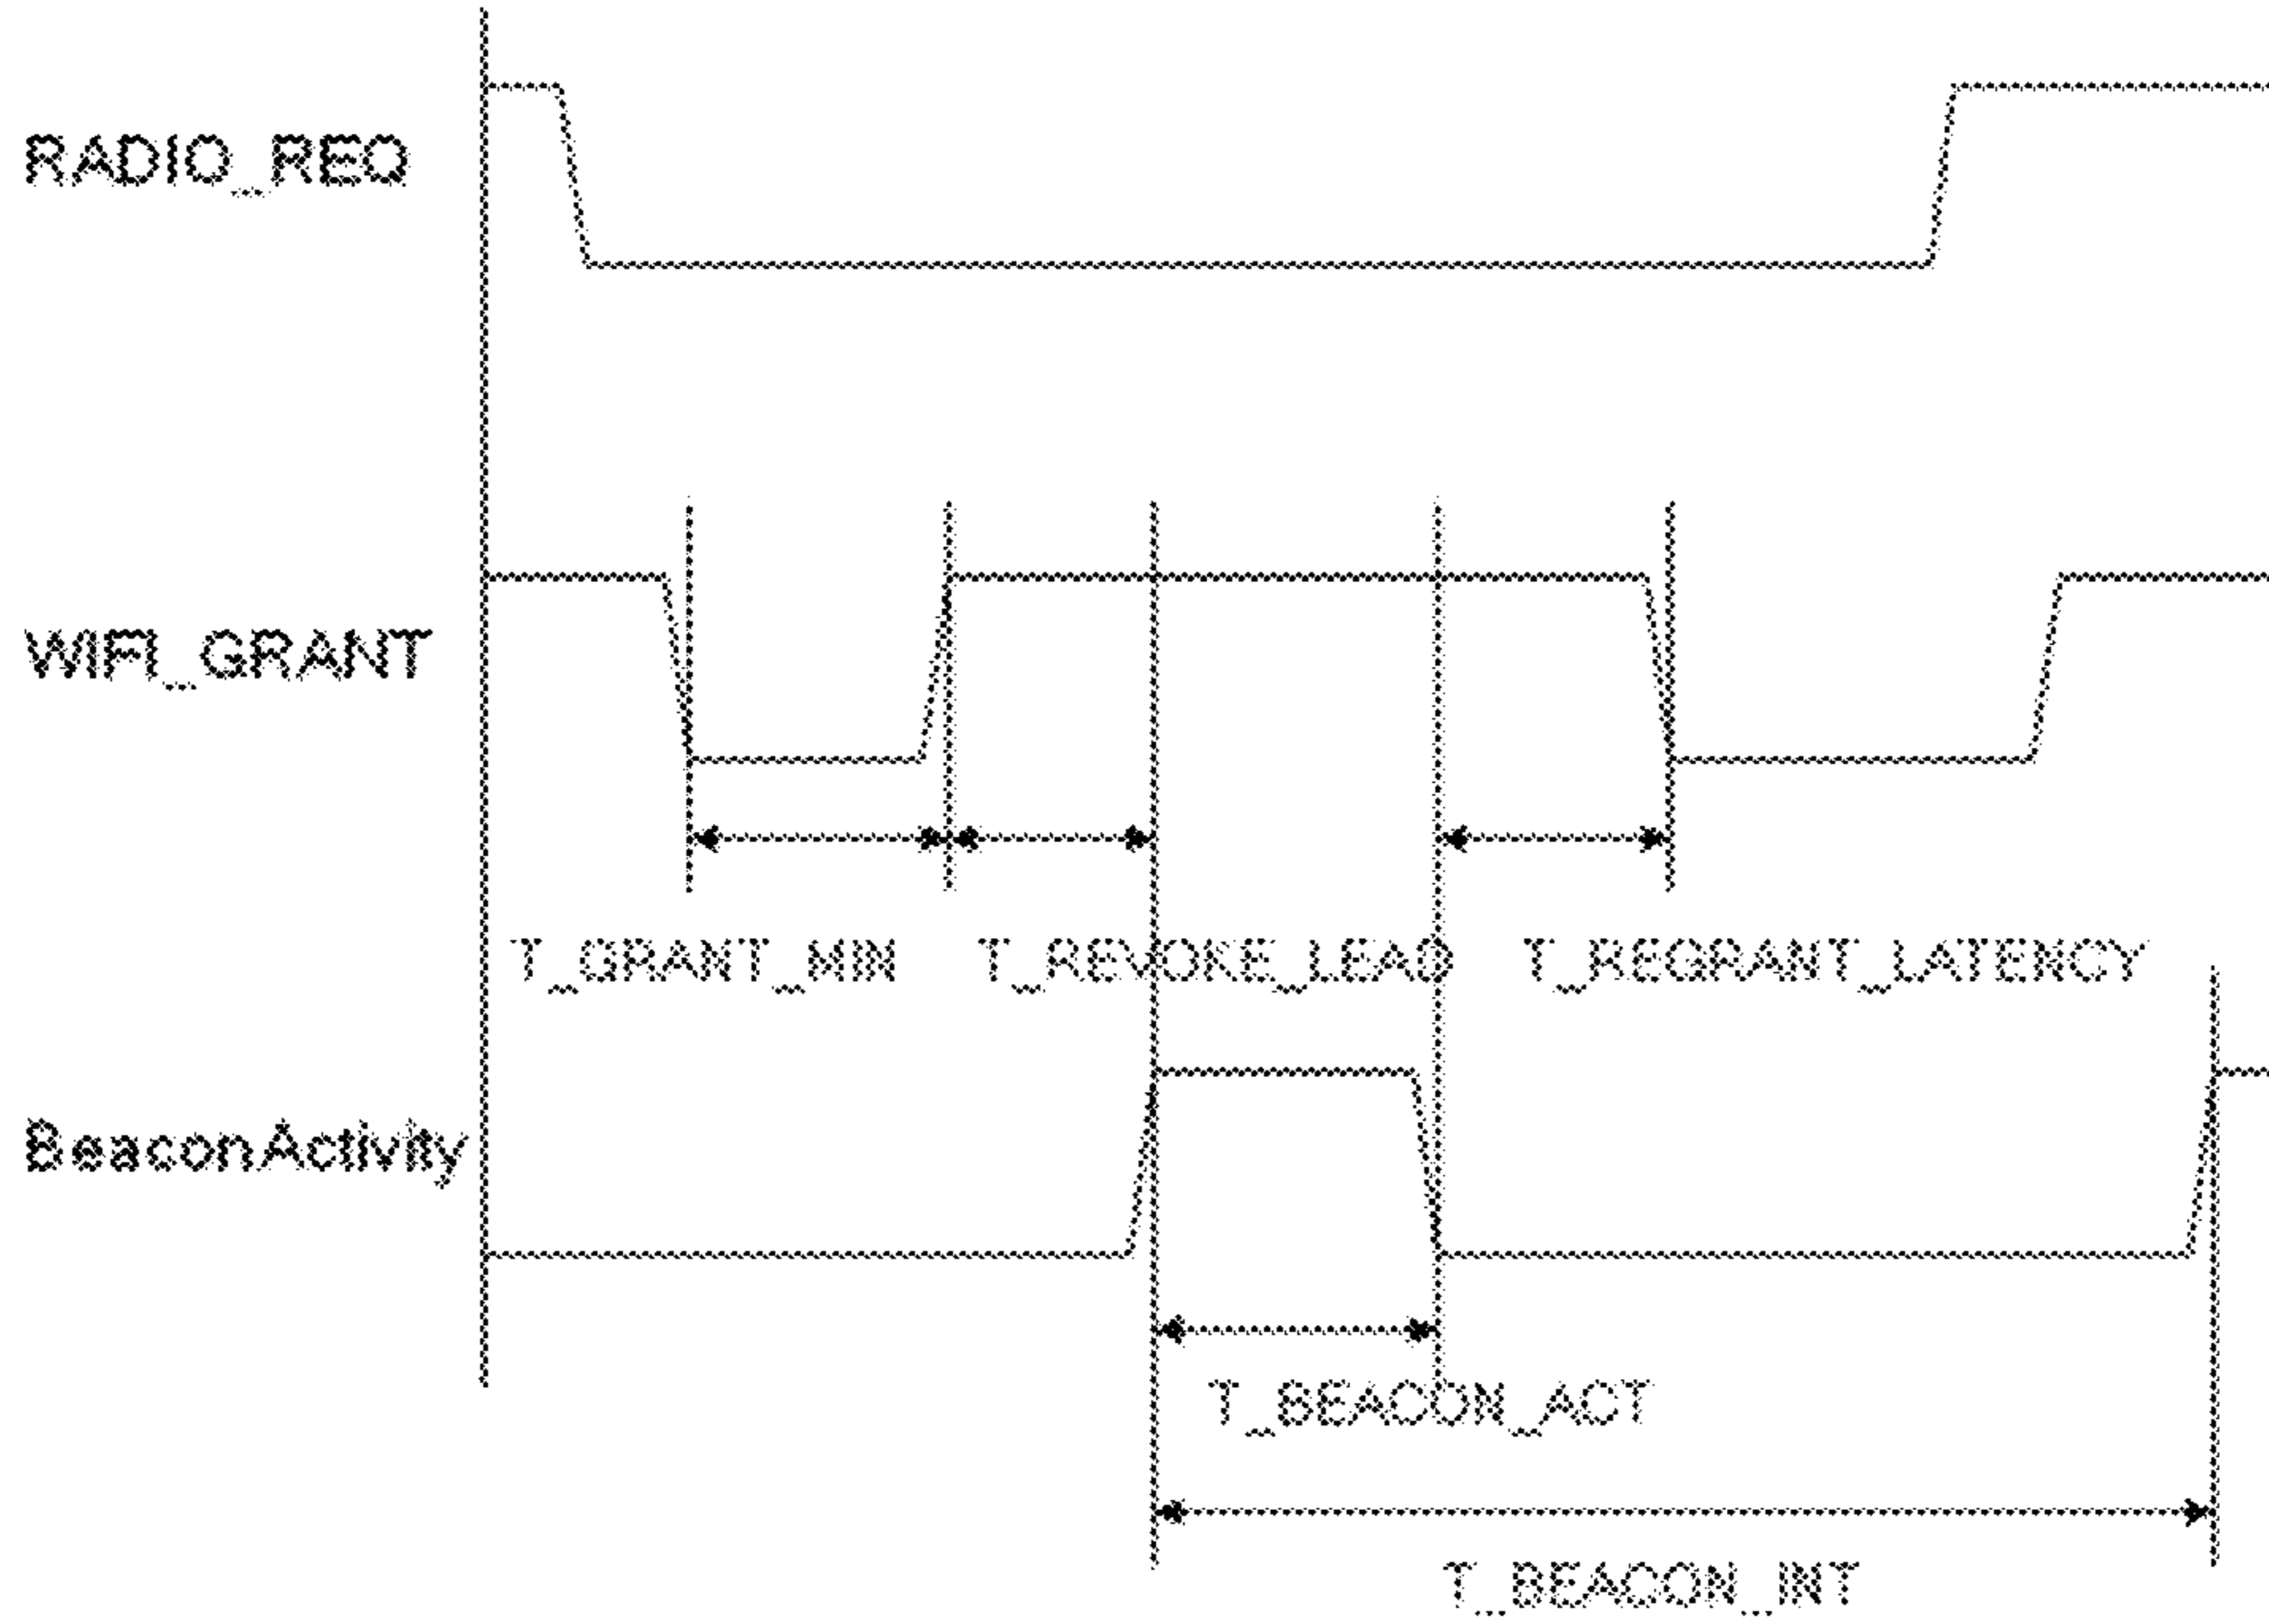 RADIO_REQ
WIFI_GRANT
T_GRANT_MIN T_REVOKE_LEAD T_REGRANT_LATENCY
BeaconActivity
T_BEACON_ACT
T_BEACON_INT